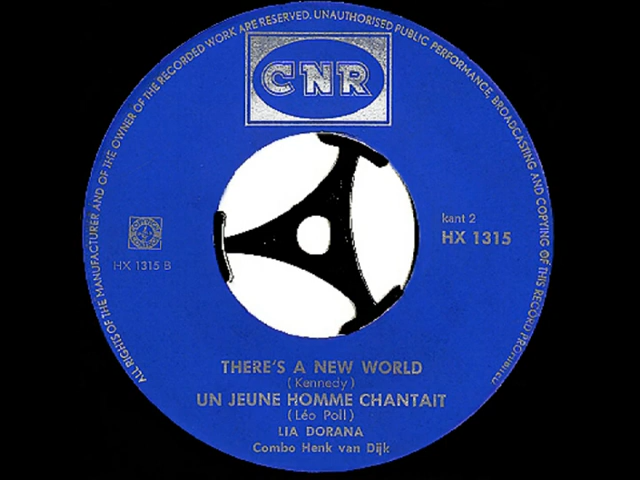 ALL RIGHTS OF THE MANUFACTURER AND OF THE OWNER OF THE RECORDED WORK ARE RESERVED. UNAUTHORISED PUBLIC PERFORMANCE, BROADCASTING AND COPYING OF THIS RECORD PROHIBITED
CNR
kant 2
HX 1315
HX 1315 B
THERE'S A NEW WORLD
(Kennedy)
UN JEUNE HOMME CHANTAIT
(Léo Poll)
LIA DORANA
Combo Henk van Dijk